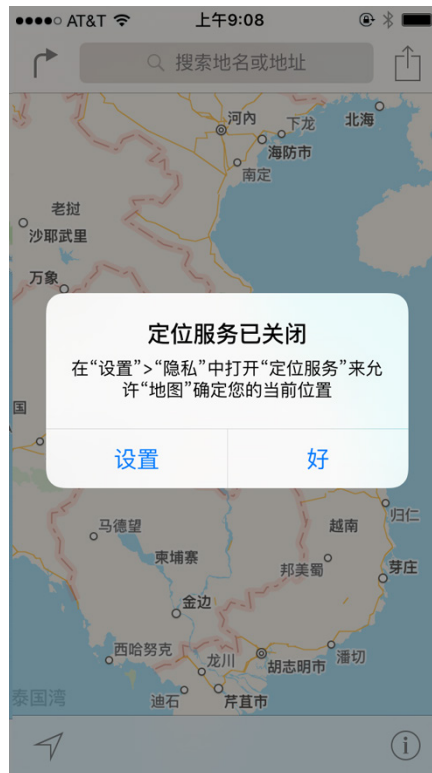 AT&T 上午9:08
搜索地名或地址
河内
下龙
北海
海防市
南定
老挝
沙耶武里
万象
定位服务已关闭
在“设置”>“隐私”中打开“定位服务”来允
许“地图”确定您的当前位置
国
设置 好
归仁
马德望
越南
柬埔寨
邦美蜀
芽庄
金边
西哈努克
龙川
胡志明市
潘切
泰国湾
迪石
芹苴市